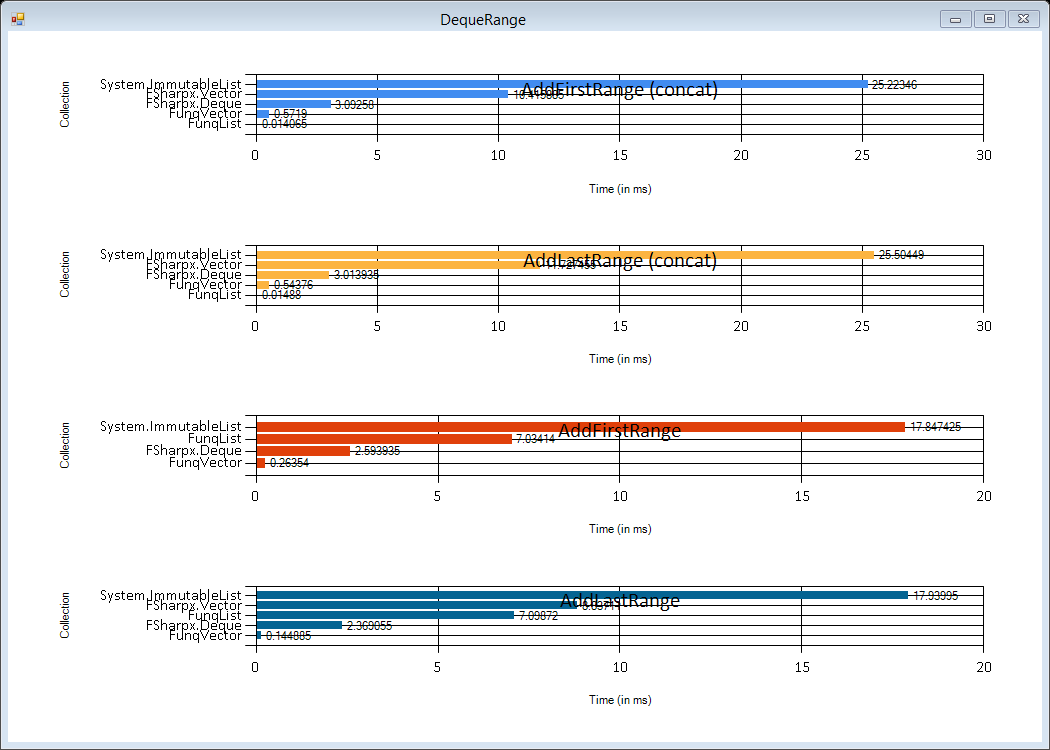 DequeRange
AddFirstRange (concat)
Collection
System.ImmutableList 25.22346
FSharpx.Vector
FSharpx.Deque 3.09258
FunqVector 0.5719
FunqList 0.014065
0 5 10 15 20 25 30
Time (in ms)
AddLastRange (concat)
Collection
System.ImmutableList 25.50449
FSharpx.Vector 11.727455
FSharpx.Deque 3.013935
FunqVector 0.54376
FunqList 0.01488
0 5 10 15 20 25 30
Time (in ms)
AddFirstRange
Collection
System.ImmutableList 17.847425
FunqList 7.03414
FSharpx.Deque 2.593935
FunqVector 0.26354
0 5 10 15 20
Time (in ms)
AddLastRange
Collection
System.ImmutableList 17.93995
FSharpx.Vector
FunqList 7.09872
FSharpx.Deque 2.369055
FunqVector 0.144885
0 5 10 15 20
Time (in ms)